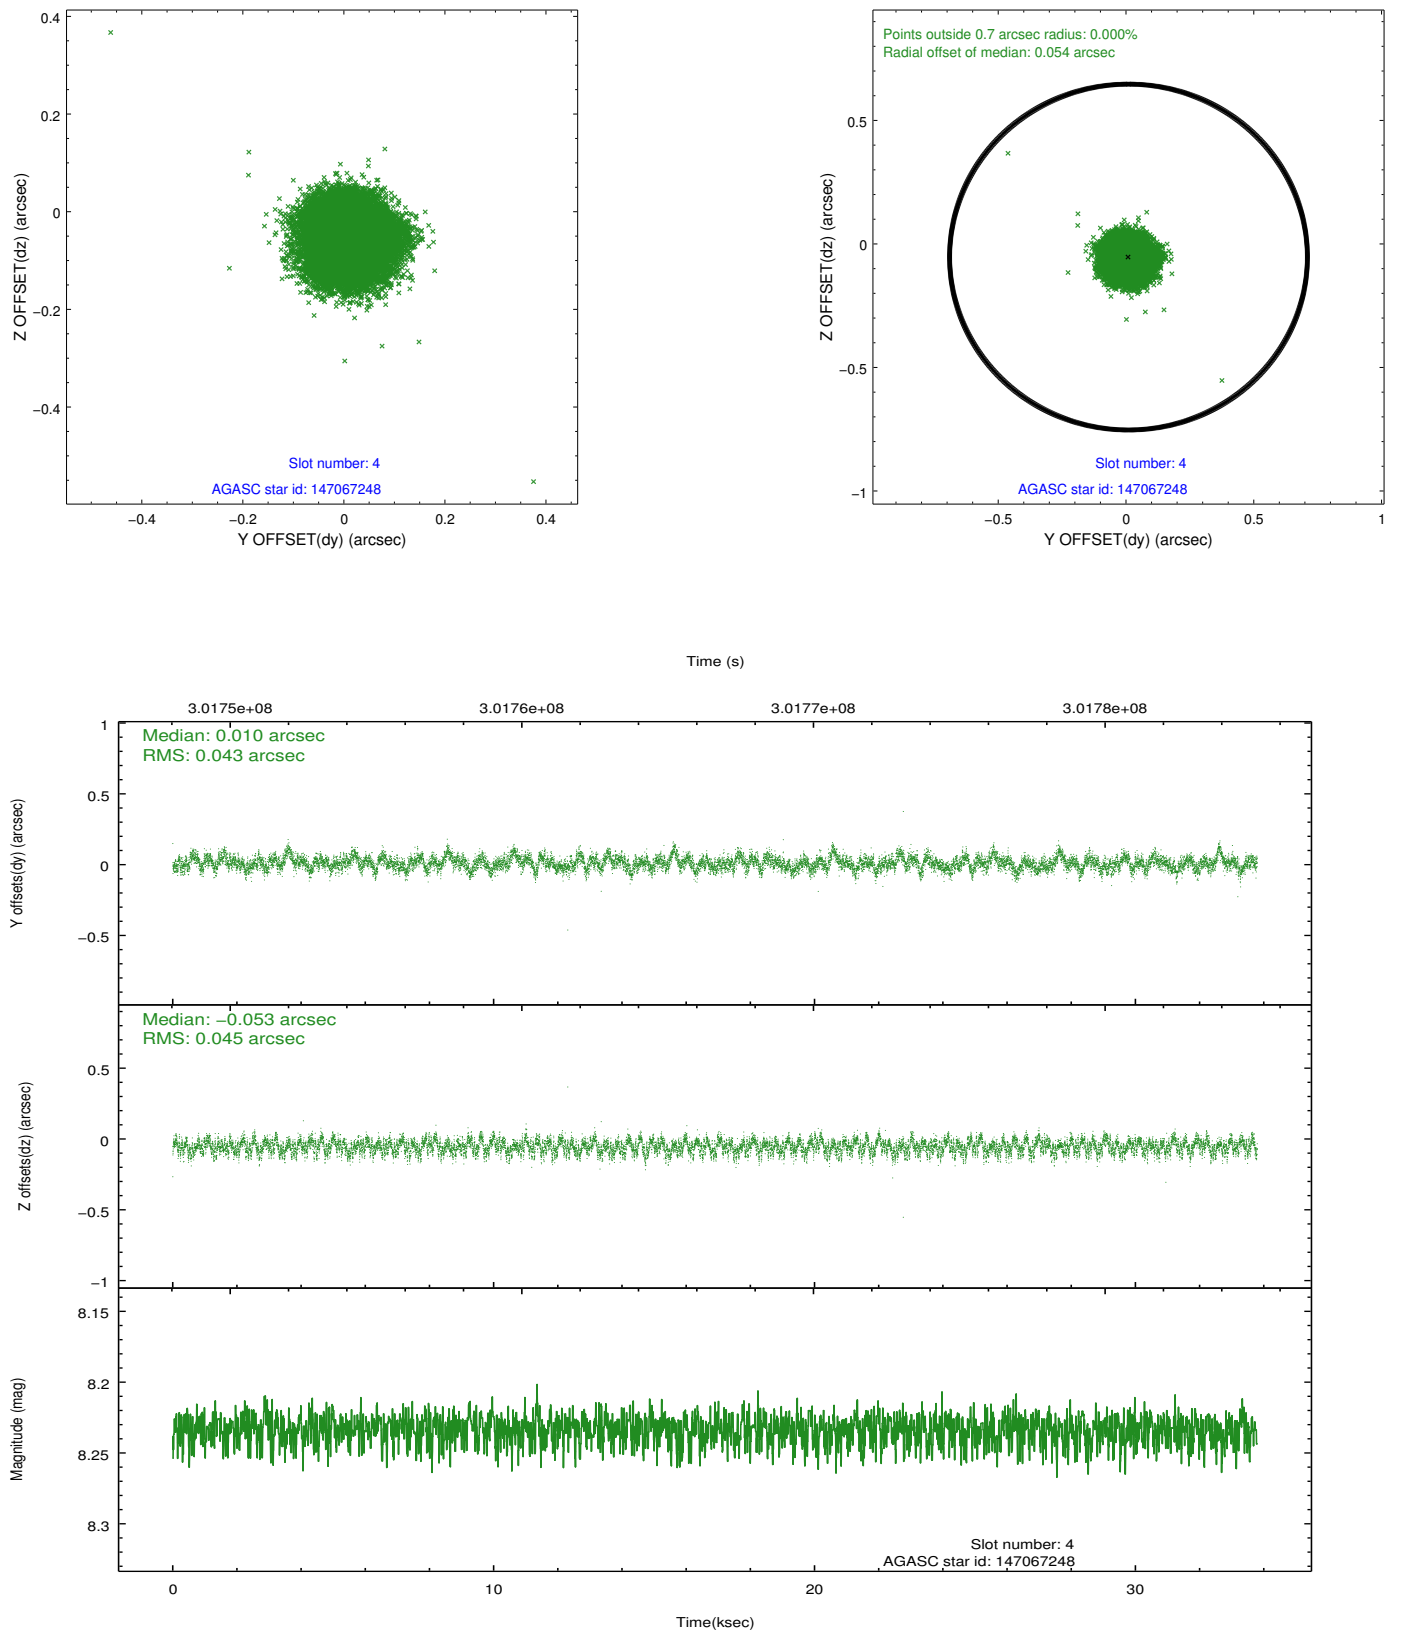 0.4
0.2
0
−0.2
−0.4
−0.4
−0.2
0
0.2
0.4
Z OFFSET(dz) (arcsec)
Y OFFSET(dy) (arcsec)
Slot number: 4
AGASC star id: 147067248
Points outside 0.7 arcsec radius: 0.000%
Radial offset of median: 0.054 arcsec
0.5
0
−0.5
−1
−0.5
0
0.5
1
Z OFFSET(dz) (arcsec)
Y OFFSET(dy) (arcsec)
Slot number: 4
AGASC star id: 147067248
Time (s)
3.0175e+08
3.0176e+08
3.0177e+08
3.0178e+08
Median: 0.010 arcsec
RMS: 0.043 arcsec
1
0.5
0
−0.5
Y offsets(dy) (arcsec)
Median: −0.053 arcsec
RMS: 0.045 arcsec
0.5
0
−0.5
−1
Z offsets(dz) (arcsec)
8.15
8.2
8.25
8.3
Magnitude (mag)
Slot number: 4
AGASC star id: 147067248
0
10
20
30
Time(ksec)